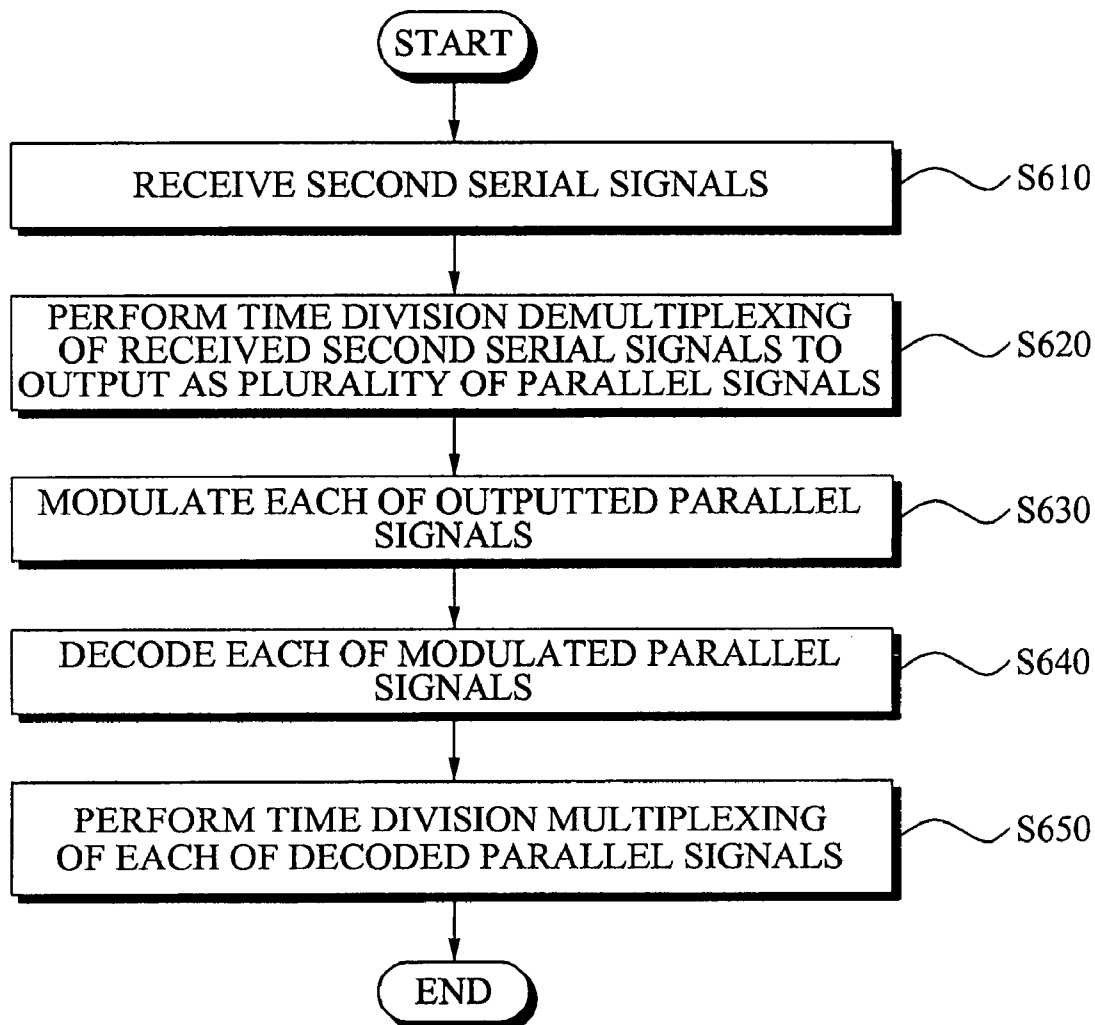 START
RECEIVE SECOND SERIAL SIGNALS
S610
PERFORM TIME DIVISION DEMULTIPLEXING
OF RECEIVED SECOND SERIAL SIGNALS TO
OUTPUT AS PLURALITY OF PARALLEL SIGNALS
S620
MODULATE EACH OF OUTPUTTED PARALLEL
SIGNALS
S630
DECODE EACH OF MODULATED PARALLEL
SIGNALS
S640
PERFORM TIME DIVISION MULTIPLEXING
OF EACH OF DECODED PARALLEL SIGNALS
S650
END